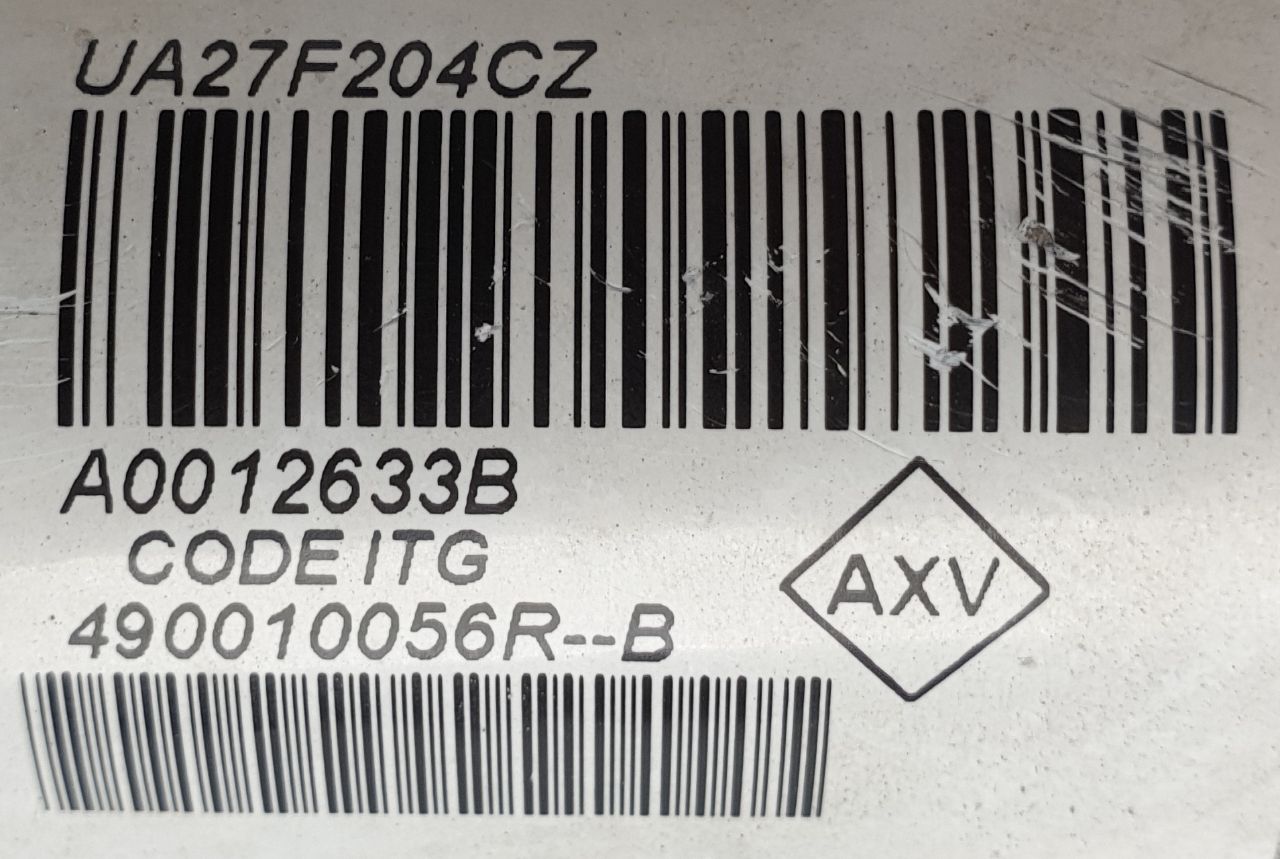 UA27F204CZ
A0012633B
CODE ITG
490010056R--B
AXV